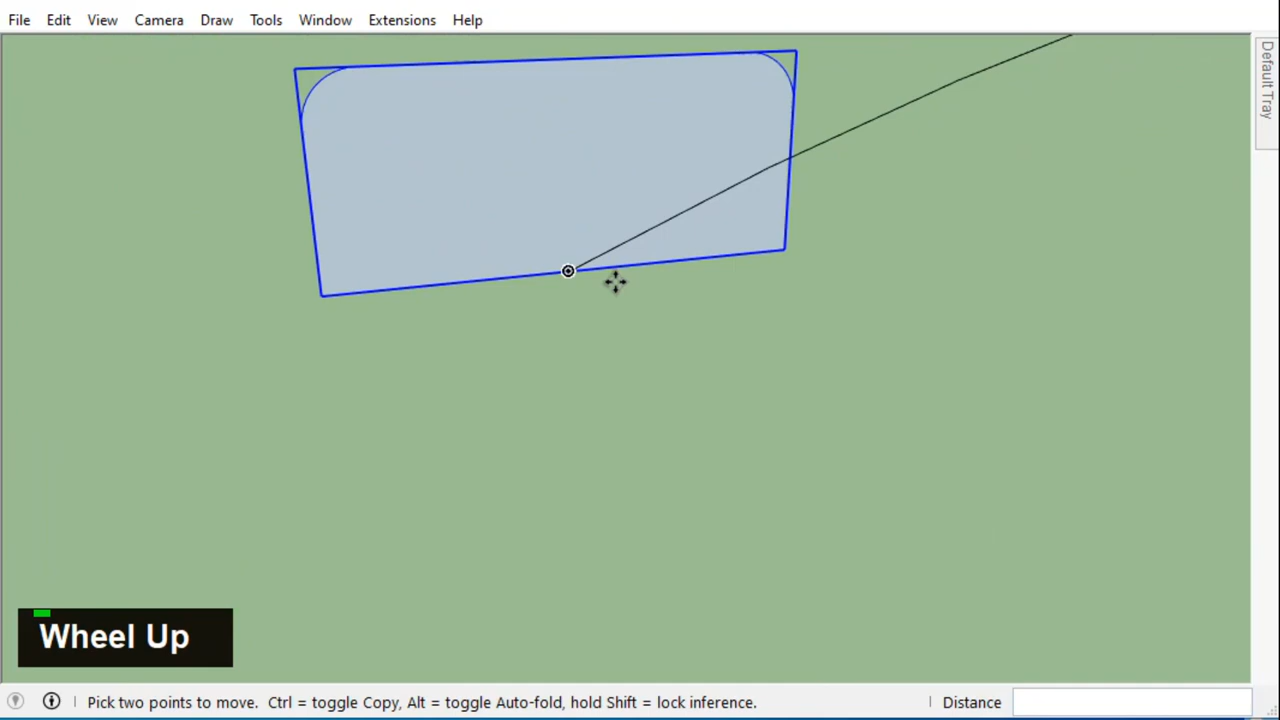 File Edit View Camera Draw Tools Window Extensions Help
Default Tray
Wheel Up
Pick two points to move. Ctrl = toggle Copy, Alt = toggle Auto-fold, hold Shift = lock inference. Distance